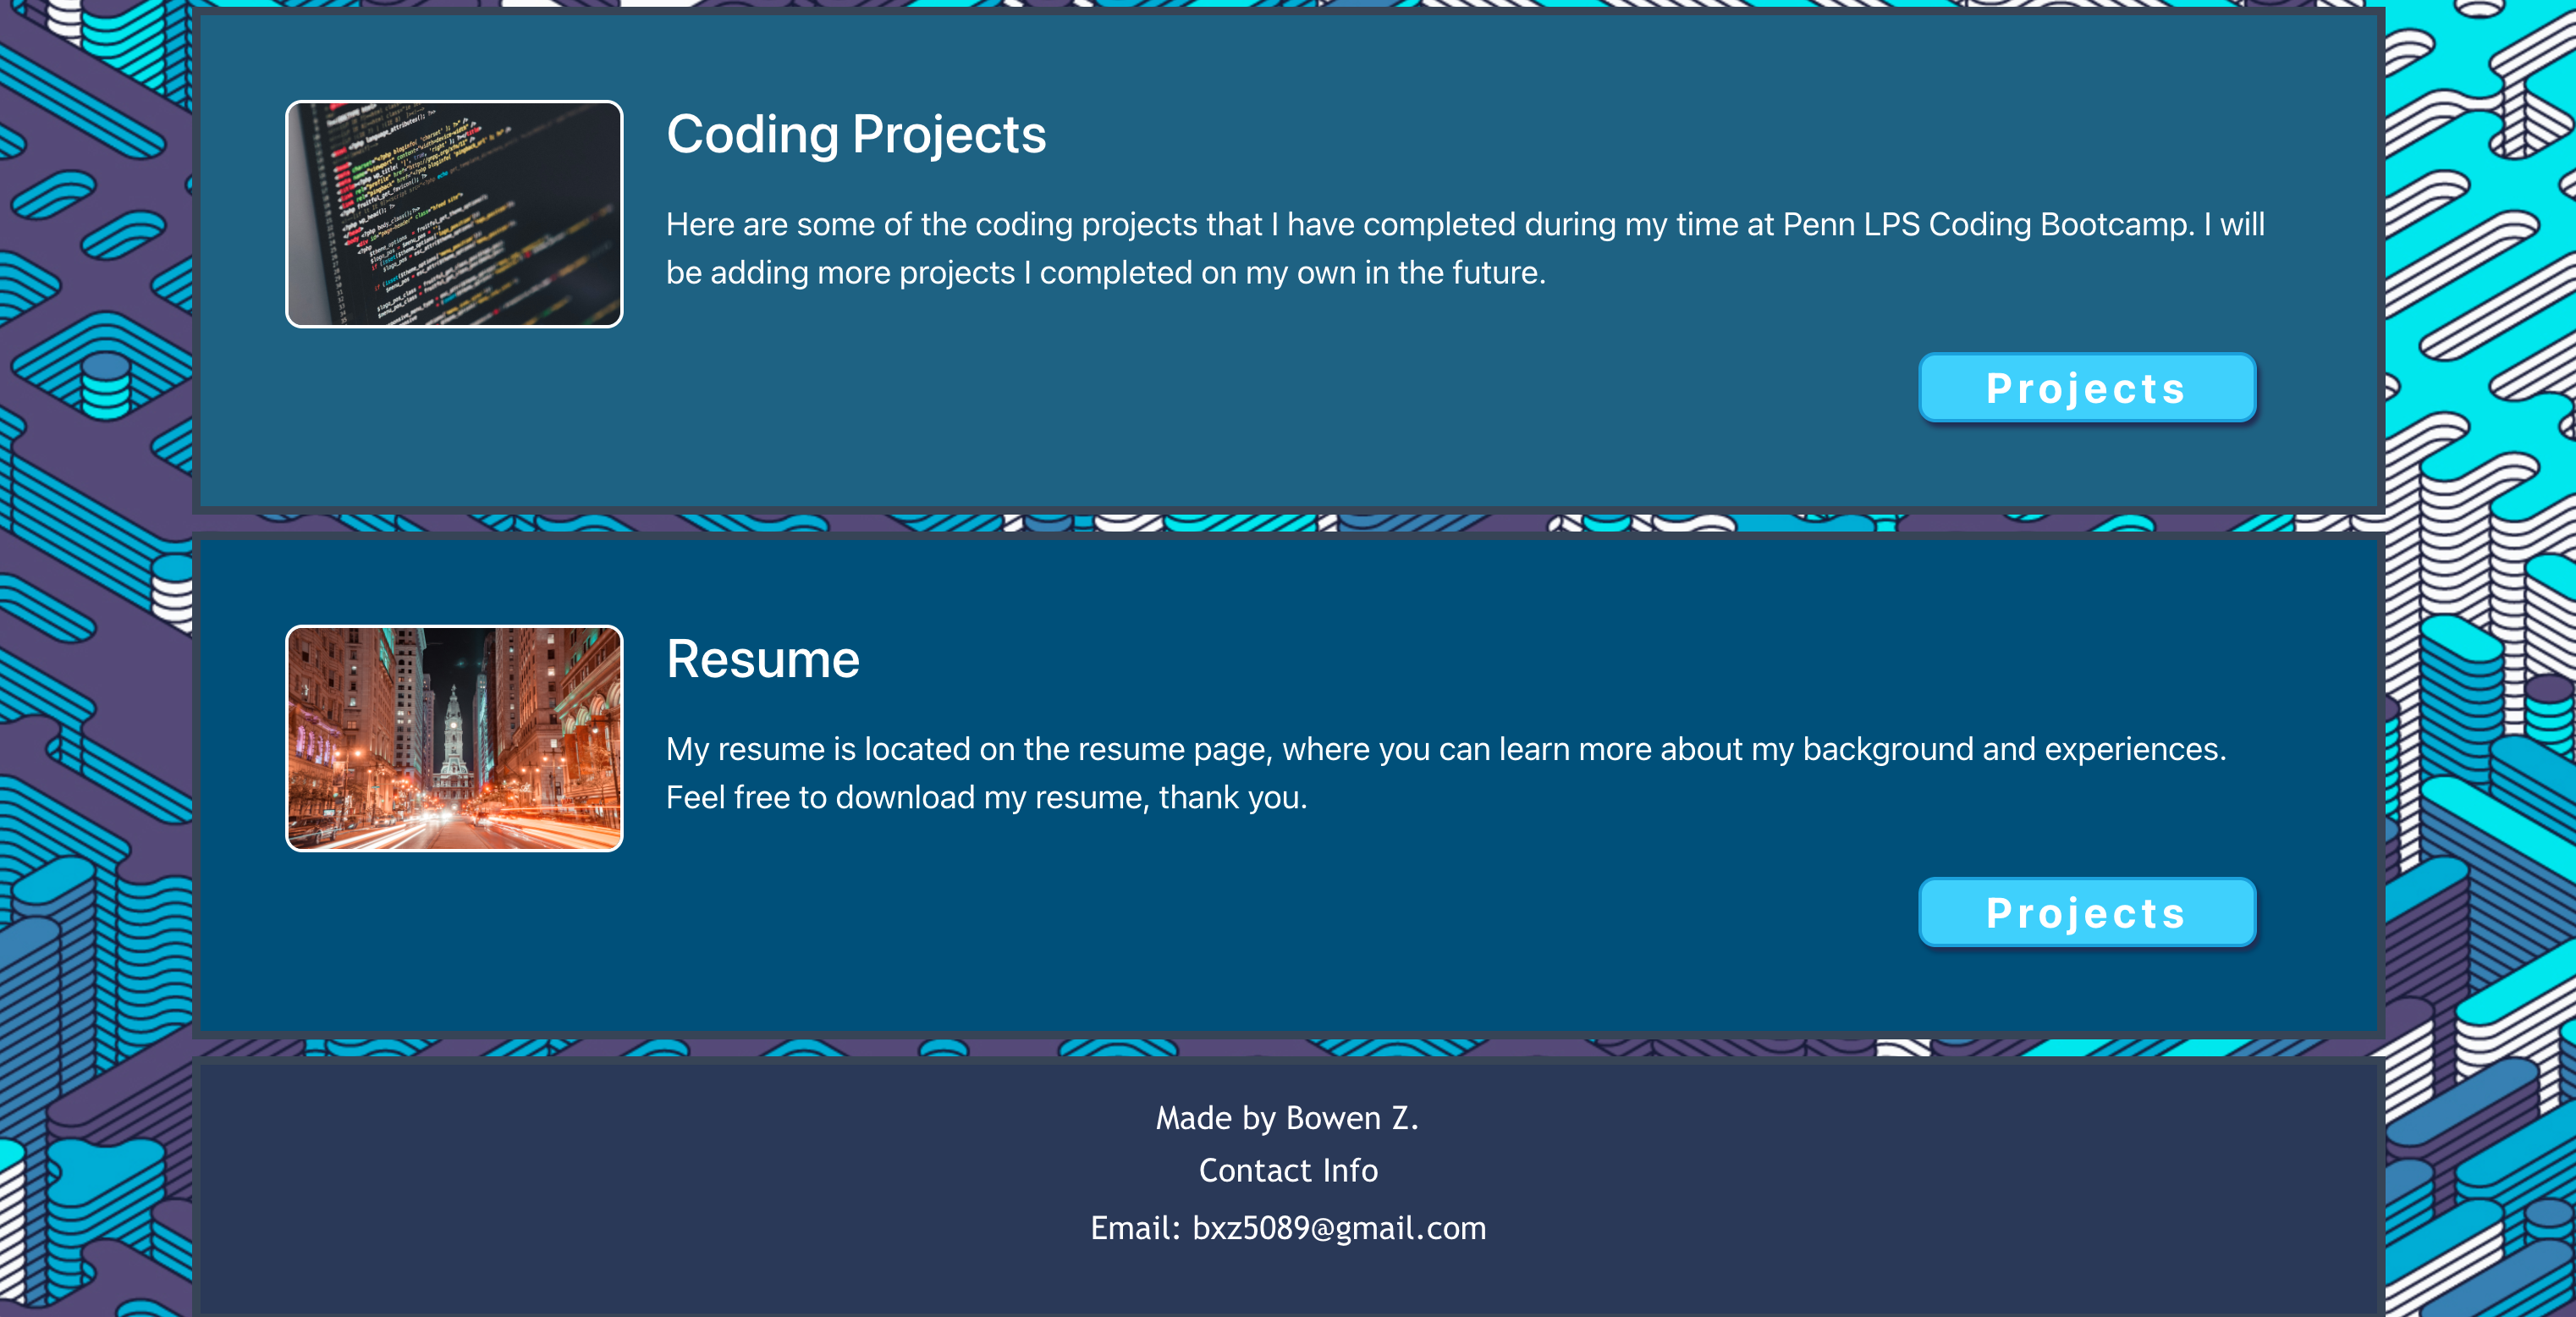 Coding Projects
Here are some of the coding projects that I have completed during my time at Penn LPS Coding Bootcamp. I will
be adding more projects I completed on my own in the future.
Projects
Resume
My resume is located on the resume page, where you can learn more about my background and experiences.
Feel free to download my resume, thank you.
Projects
Made by Bowen Z.
Contact Info
Email: bxz5089@gmail.com